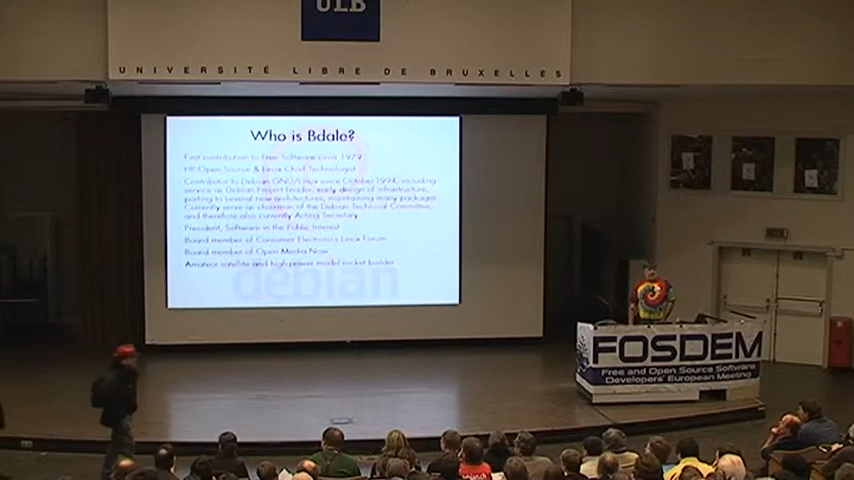 ULB
UNIVERSITÉ LIBRE DE BRUXELLES
Who is Bdale?
First contribution to Free Software circa 1979
HP Open Source & Linux Chief Technologist
Contributor to Debian GNU/Linux since October 1994, including
service as Debian Project Leader, early design of infrastructure,
porting to several new architectures, maintaining many packages.
Currently serve as chairman of the Debian Technical Committee,
and therefore also currently Acting Secretary
President, Software in the Public Interest
Board member of Consumer Electronics Linux Forum
Board member of Open Media Now
Amateur satellite and high power model rocket builder
debian
FOSDEM
Free and Open Source Software
Developers' European Meeting